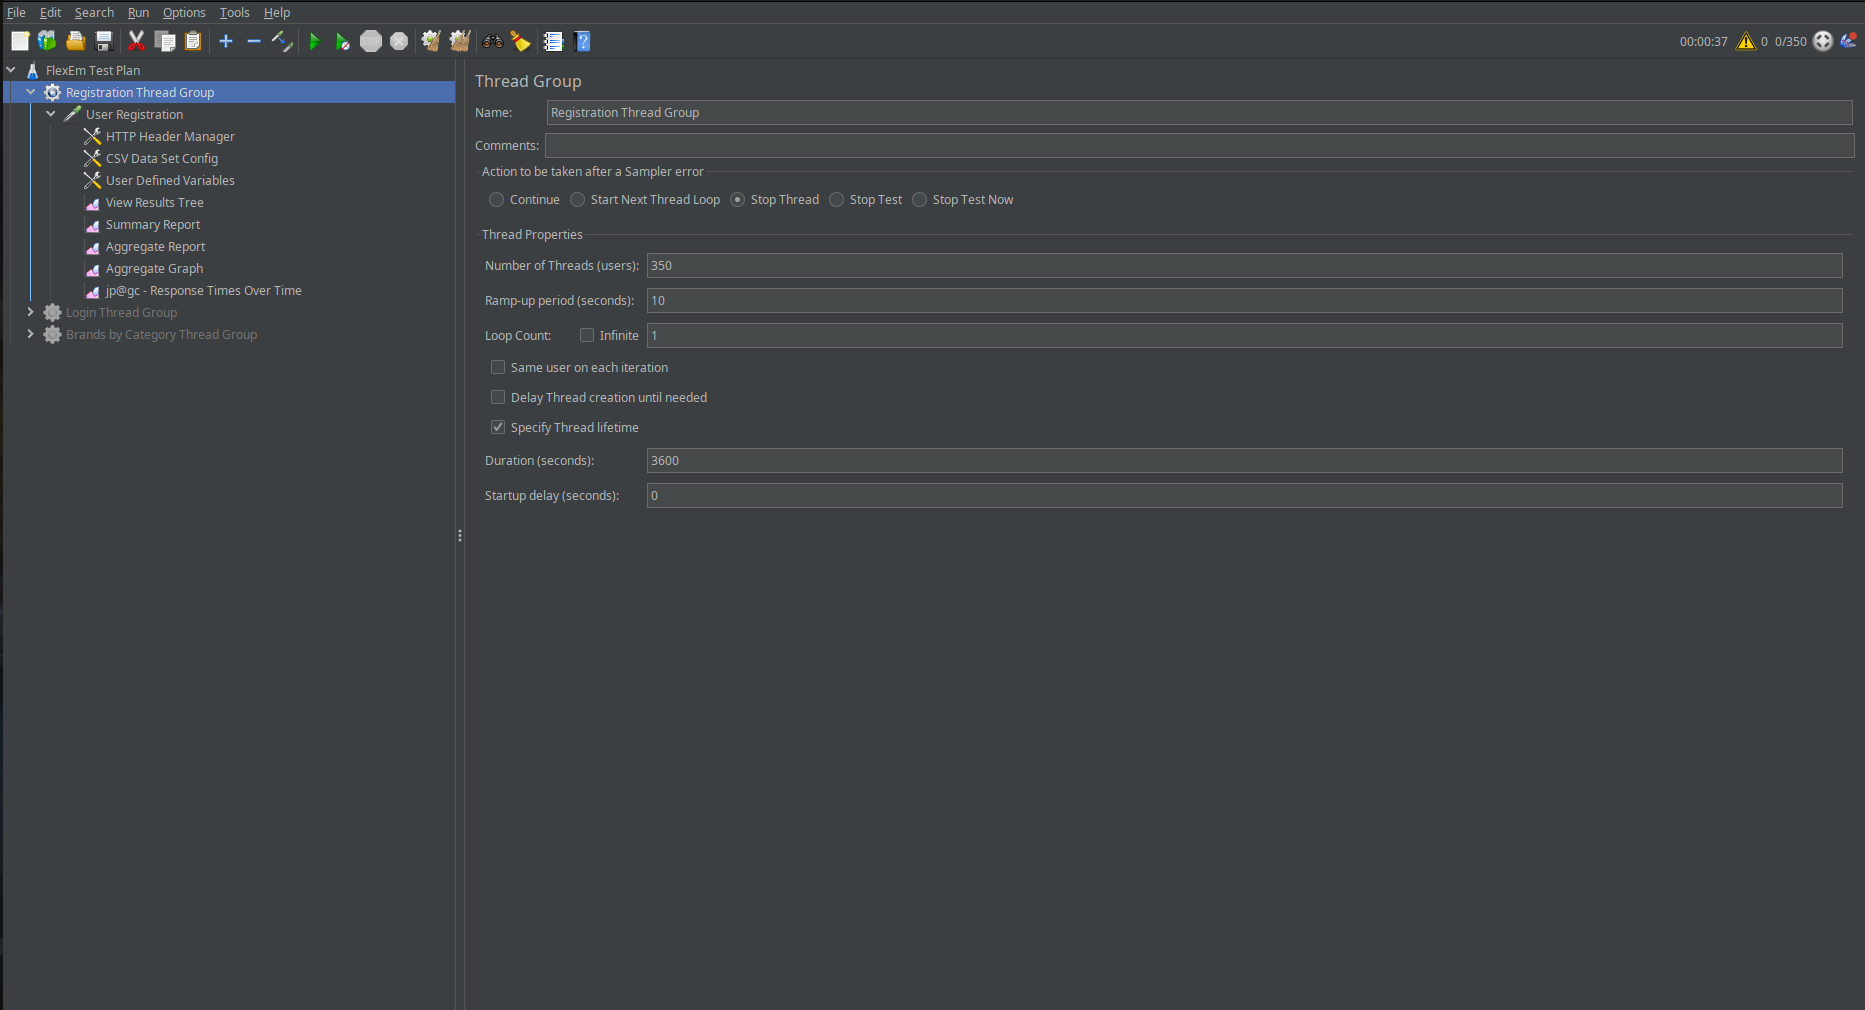 File Edit Search Run Options Tools Help
STOP
00:00:37 0 0/350
FlexEm Test Plan
Registration Thread Group
User Registration
HTTP Header Manager
CSV Data Set Config
User Defined Variables
View Results Tree
Summary Report
Aggregate Report
Aggregate Graph
jp@gc - Response Times Over Time
Login Thread Group
Brands by Category Thread Group
Thread Group
Name: Registration Thread Group
Comments:
Action to be taken after a Sampler error
Continue Start Next Thread Loop Stop Thread Stop Test Stop Test Now
Thread Properties
Number of Threads (users): 350
Ramp-up period (seconds): 10
Loop Count: Infinite 1
Same user on each iteration
Delay Thread creation until needed
Specify Thread lifetime
Duration (seconds): 3600
Startup delay (seconds): 0